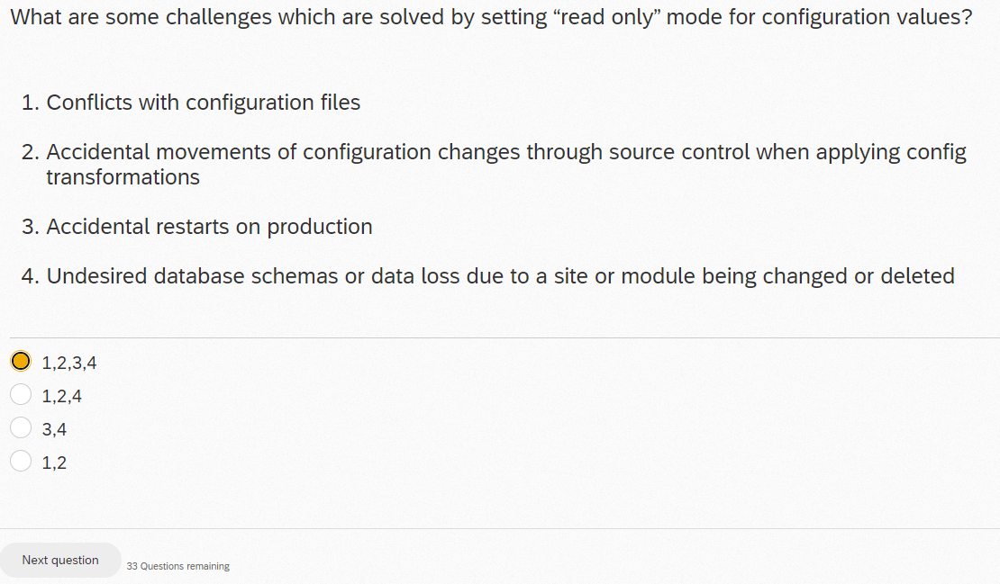 What are some challenges which are solved by setting “read only” mode for configuration values?
1. Conflicts with configuration files
2. Accidental movements of configuration changes through source control when applying config
transformations
3. Accidental restarts on production
4. Undesired database schemas or data loss due to a site or module being changed or deleted
1,2,3,4
1,2,4
3,4
1,2
Next question
33 Questions remaining